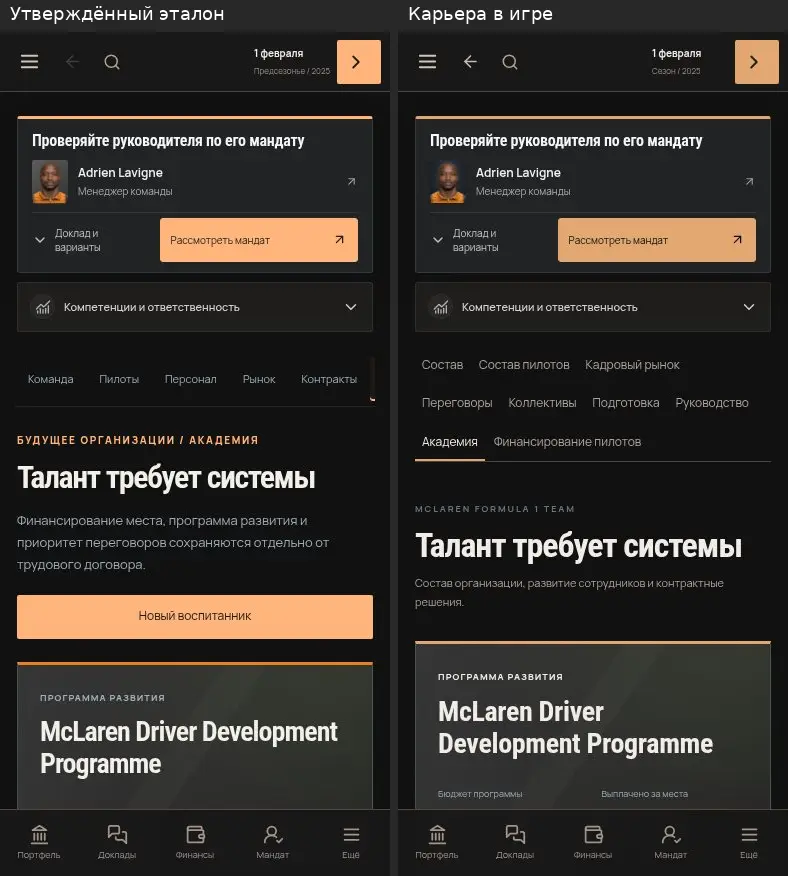 Утверждённый эталон
1 февраля
Предсезонье / 2025
Проверяйте руководителя по его мандату
Adrien Lavigne
Менеджер команды
Доклад и
варианты
Рассмотреть мандат
Компетенции и ответственность
Команда Пилоты Персонал Рынок Контракты
БУДУЩЕЕ ОРГАНИЗАЦИИ / АКАДЕМИЯ
Талант требует системы
Финансирование места, программа развития и
приоритет переговоров сохраняются отдельно от
трудового договора.
Новый воспитанник
ПРОГРАММА РАЗВИТИЯ
McLaren Driver Development
Programme
Портфель Доклады Финансы Мандат Ещё
Карьера в игре
1 февраля
Сезон / 2025
Проверяйте руководителя по его мандату
Adrien Lavigne
Менеджер команды
Доклад и
варианты
Рассмотреть мандат
Компетенции и ответственность
Состав Состав пилотов Кадровый рынок
Переговоры Коллективы Подготовка Руководство
Академия Финансирование пилотов
MCLAREN FORMULA 1 TEAM
Талант требует системы
Состав организации, развитие сотрудников и контрактные
решения.
ПРОГРАММА РАЗВИТИЯ
McLaren Driver
Development Programme
Бюджет программы Выплачено за места
Портфель Доклады Финансы Мандат Ещё